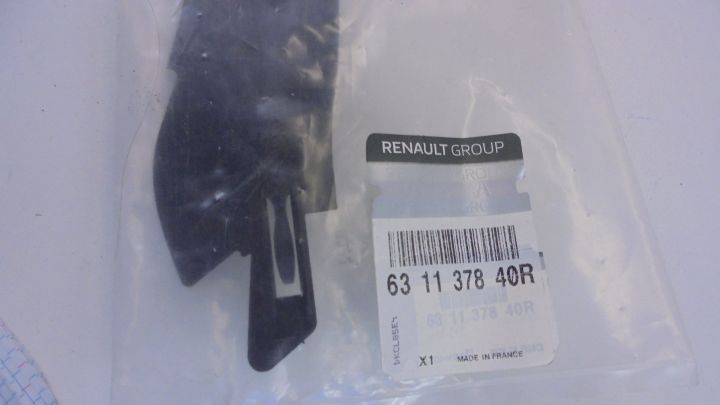 RENAULT GROUP
63 11 378 40R
63 11 378 40R
X1 MADE IN FRANCE